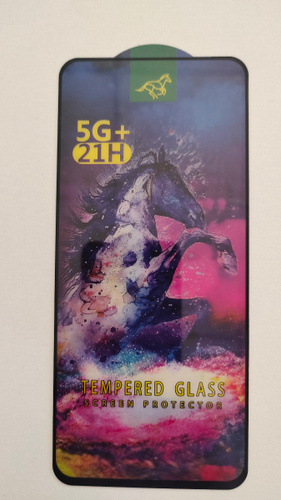 5G+
21H
TEMPERED GLASS
SCREEN PROTECTOR